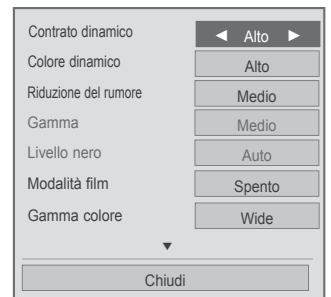 Contrato dinamico ◄ Alto ►
Colore dinamico Alto
Riduzione del rumore Medio
Gamma Medio
Livello nero Auto
Modalità film Spento
Gamma colore Wide
▼
Chiudi